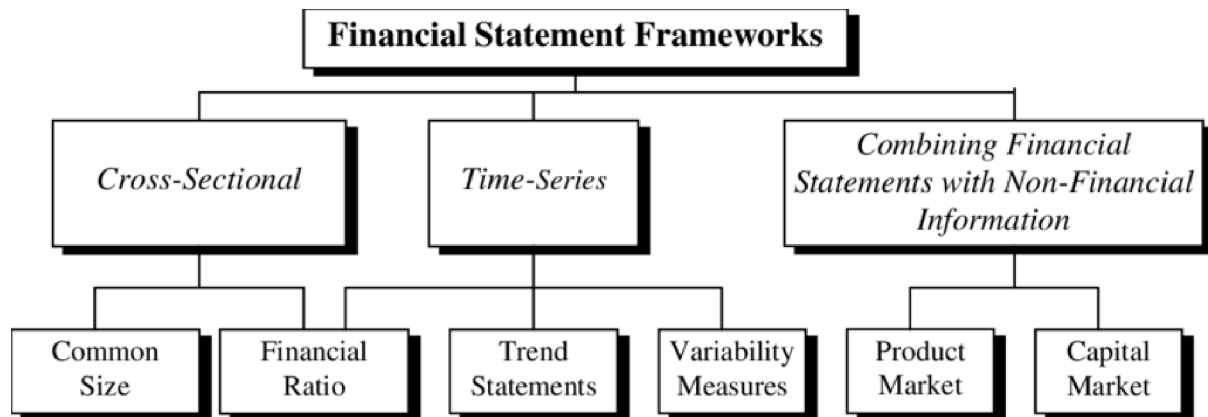 Financial Statement Frameworks
Cross-Sectional
Time-Series
Combining Financial
Statements with Non-Financial
Information
Common
Size
Financial
Ratio
Trend
Statements
Variability
Measures
Product
Market
Capital
Market